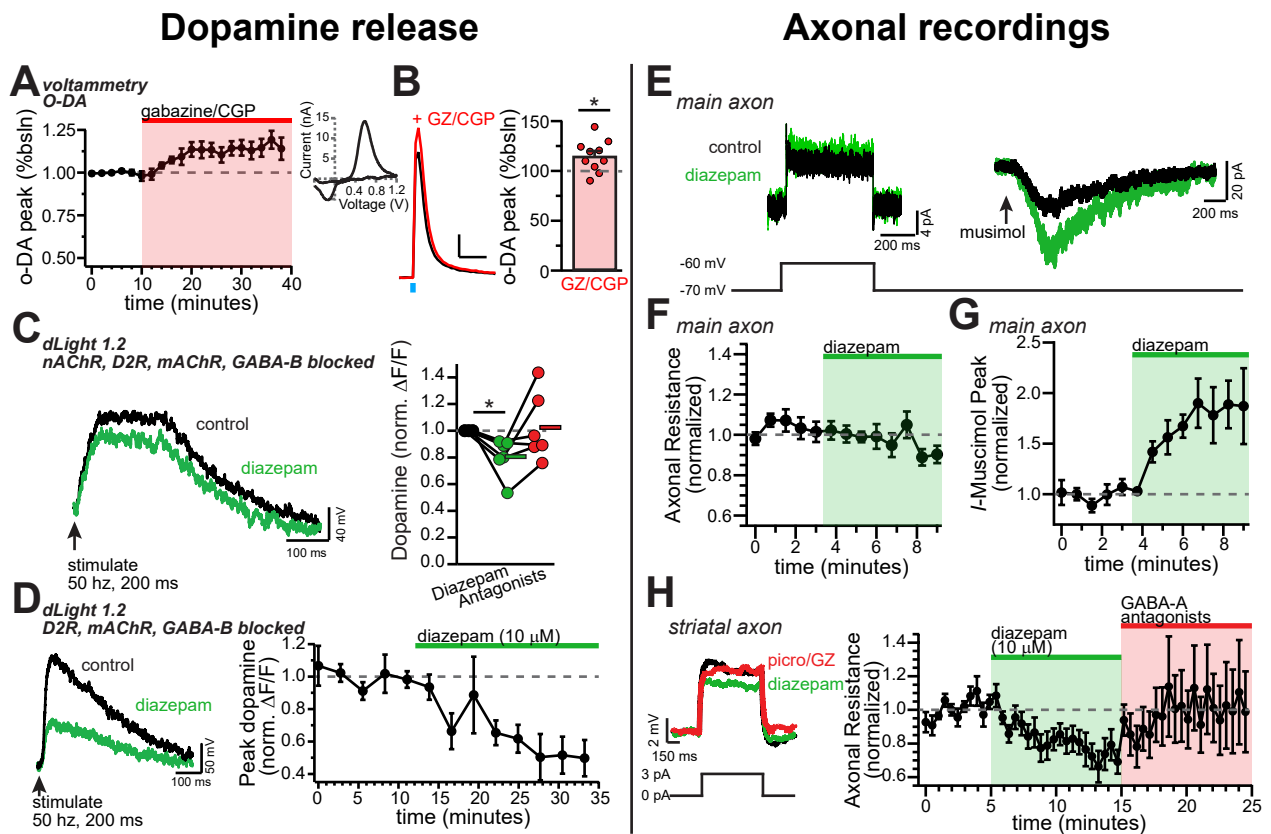 Dopamine release
Axonal recordings
A
voltammetry
O-DA
gabazine/CGP
o-DA peak (%bsln)
1.25
1.00
0.75
0.50
0 10 20 30 40
time (minutes)
Current (nA)
15
10
5
0
0.4 0.8 1.2
Voltage (V)
B
+ GZ/CGP
o-DA peak (%bsln)
150
100
50
0
*
GZ/CGP
C
dLight 1.2
nAChR, D2R, mAChR, GABA-B blocked
control
diazepam
stimulate
50 hz, 200 ms
40 mV
100 ms
Dopamine (norm. ΔF/F)
1.4
1.2
1.0
0.8
0.6
0.4
0.2
0.0
*
Diazepam
Antagonists
D
dLight 1.2
D2R, mAChR, GABA-B blocked
control
diazepam
stimulate
50 hz, 200 ms
50 mV
100 ms
Peak dopamine
(norm. ΔF/F)
1.2
1.0
0.8
0.6
0.4
diazepam (10 µM)
0 5 10 15 20 25 30 35
time (minutes)
E
main axon
control
diazepam
4 pA
200 ms
musimol
20 pA
200 ms
-60 mV
-70 mV
F
main axon
diazepam
Axonal Resistance
(normalized)
1.4
1.2
1.0
0.8
0.6
0 2 4 6 8
time (minutes)
G
main axon
diazepam
I-Muscimol Peak
(normalized)
2.5
2.0
1.5
1.0
0 2 4 6 8
time (minutes)
H
striatal axon
picro/GZ
diazepam
2 mV
150 ms
3 pA
0 pA
Axonal Resistance
(normalized)
1.4
1.2
1.0
0.8
0.6
diazepam
(10 µM)
GABA-A
antagonists
0 5 10 15 20 25
time (minutes)